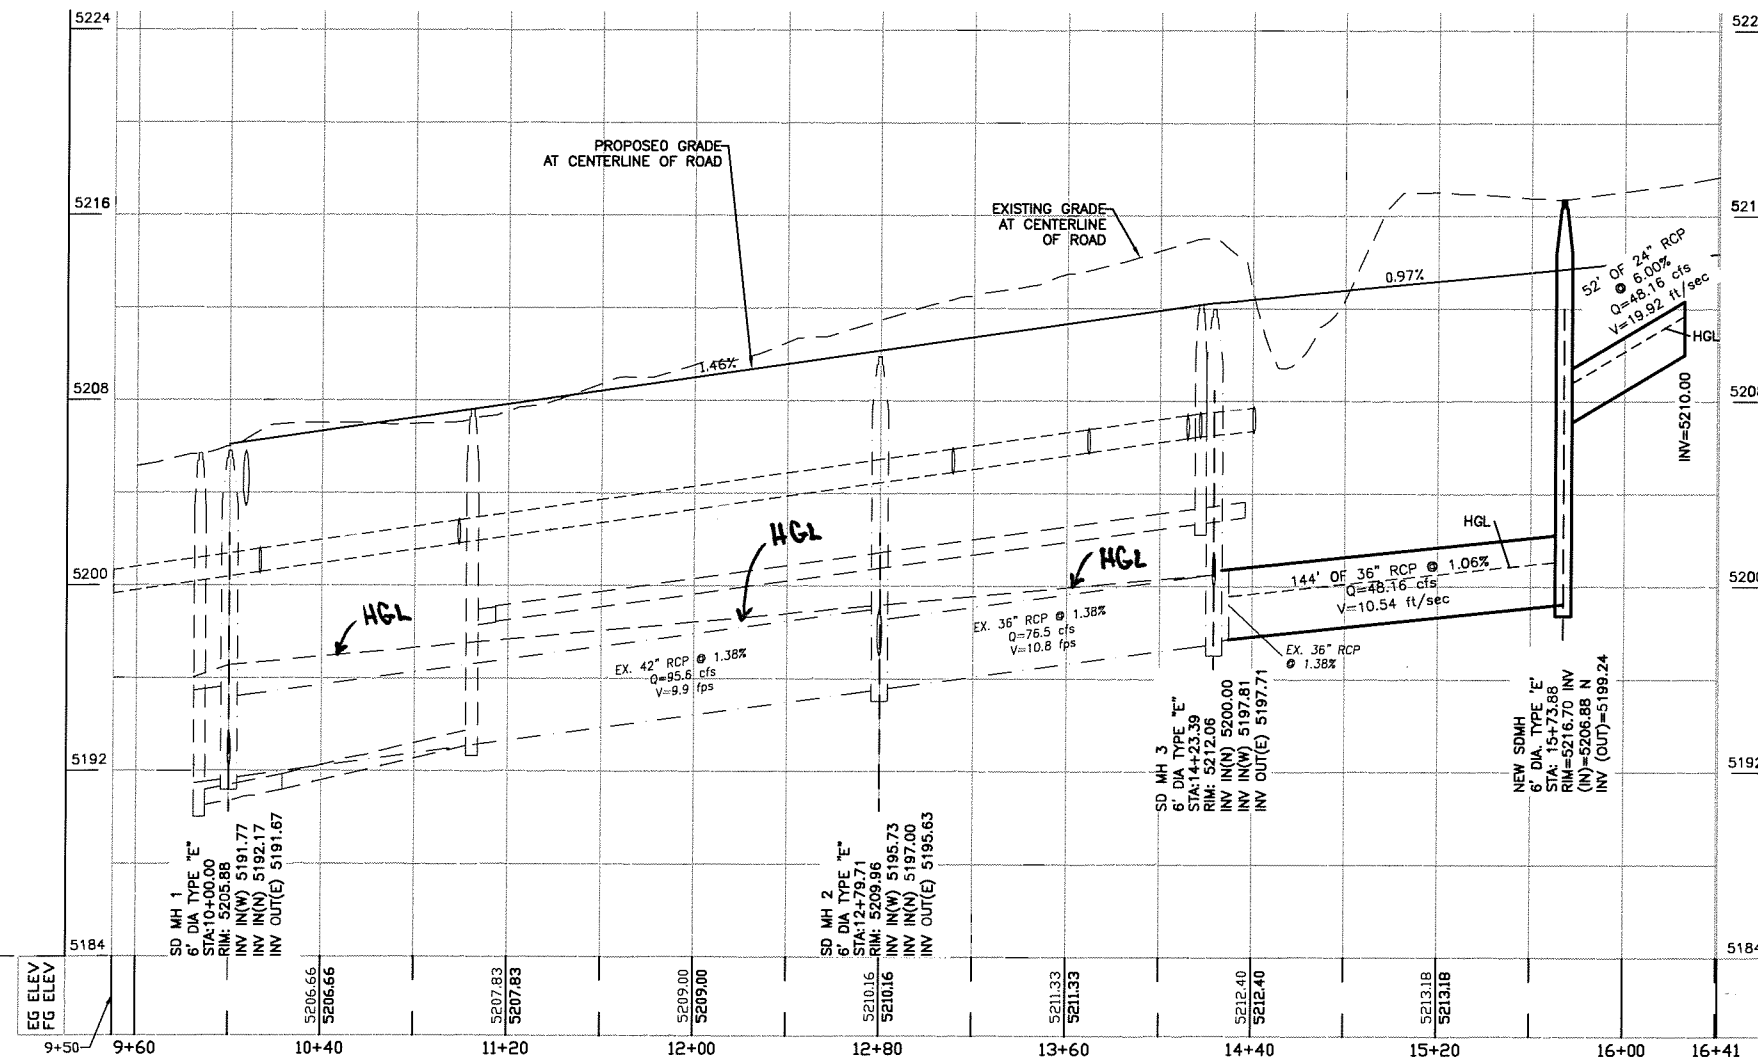 5224
522
PROPOSED GRADE
AT CENTERLINE OF ROAD
5216
521
EXISTING GRADE
AT CENTERLINE
OF ROAD
52' OF 24" RCP
@ 6.00%
Q=48.16 cfs
V=19.92 ft/sec
0.97%
1.46%
HGL
INV=5210.00
5208
5208
HGL
HGL
HGL
HGL
5200
5200
144' OF 36" RCP @ 1.06%
Q=48.16 cfs
V=10.54 ft/sec
EX. 36" RCP @ 1.38%
Q=76.5 cfs
V=10.8 fps
EX. 42" RCP @ 1.38%
Q=95.6 cfs
V=9.9 fps
EX. 36" RCP
@ 1.38%
5192
5192
SD MH 1
6' DIA TYPE "E"
STA:10+00.00
RIM: 5205.88
INV IN(W) 5191.77
INV IN(N) 5192.17
INV OUT(E) 5191.67
SD MH 2
6' DIA TYPE "E"
STA:12+79.71
RIM: 5209.96
INV IN(W) 5195.73
INV IN(N) 5197.00
INV OUT(E) 5195.63
SD MH 3
6' DIA TYPE "E"
STA:14+23.39
RIM: 5212.06
INV IN(N) 5200.00
INV IN(W) 5197.81
INV OUT(E) 5197.71
NEW SDMH
6' DIA. TYPE 'E'
STA: 15+73.88
RIM=5216.70 INV
(IN)=5206.88 N
INV (OUT)=5199.24
5184
5184
EG ELEV
FG ELEV
5206.66
5206.66
5207.83
5207.83
5209.00
5209.00
5210.16
5210.16
5211.33
5211.33
5212.40
5212.40
5213.18
5213.18
9+50 9+60 10+40 11+20 12+00 12+80 13+60 14+40 15+20 16+00 16+41